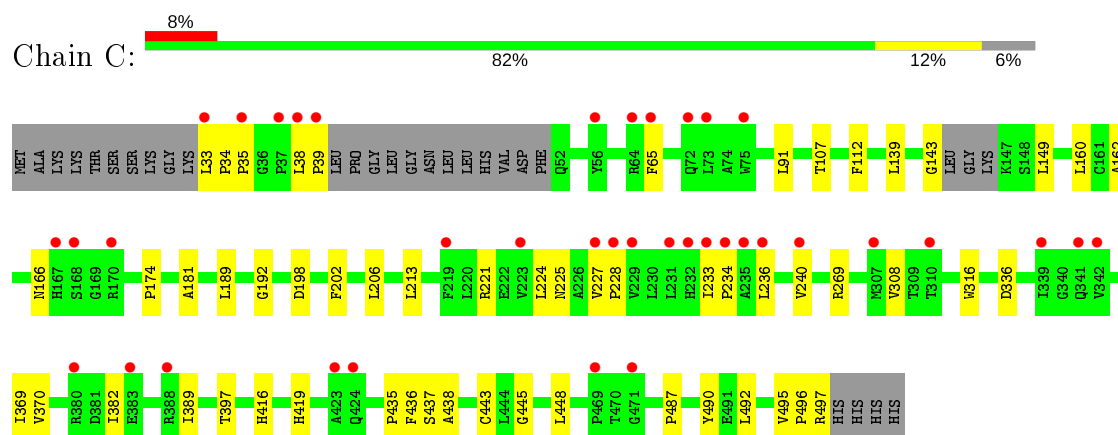 8%
Chain C:
82% 12% 6%
MET ALA LYS LYS THR SER SER LYS GLY LYS L33 P34 P35 G36 P37 L38 P39 LEU PRO GLY LEU GLY ASN LEU LEU HIS VAL ASP PHE Q52 Y56 R64 F65 Q72 L73 A74 W75 L91 T107 F112 L139 G143 LEU GLY LYS K147 S148 L149 L160 C161 A162
N166 H167 S168 G169 R170 P174 A181 L189 G192 D198 F202 L206 L213 F219 L220 R221 E222 V223 L224 N225 A226 V227 P228 V229 L230 L231 H232 I233 P234 A235 L236 V240 R269 M307 V308 T309 T310 W316 D336 I339 G340 Q341 V342
I369 V370 R380 D381 I382 E383 R388 I389 T397 H416 H419 A423 Q424 P435 F436 S437 A438 C443 L444 G445 L448 P469 T470 G471 P487 Y490 E491 L492 V495 P496 R497 HIS HIS HIS HIS